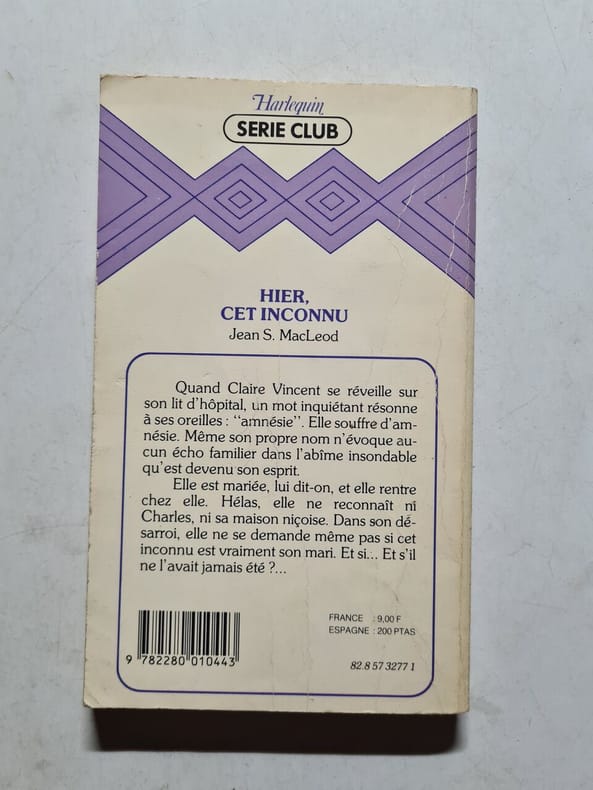 Harlequin
SERIE CLUB
HIER,
CET INCONNU
Jean S. MacLeod
Quand Claire Vincent se réveille sur
son lit d'hôpital, un mot inquiétant résonne
à ses oreilles : "amnésie". Elle souffre d'am-
nésie. Même son propre nom n'évoque au-
cun écho familier dans l'abîme insondable
qu'est devenu son esprit.
Elle est mariée, lui dit-on, et elle rentre
chez elle. Hélas, elle ne reconnaît ni
Charles, ni sa maison niçoise. Dans son dé-
sarroi, elle ne se demande même pas si cet
inconnu est vraiment son mari. Et si... Et s'il
ne l'avait jamais été ?...
FRANCE : 9,00 F
ESPAGNE : 200 PTAS
9 782280 010443
82.8 57 3277 1